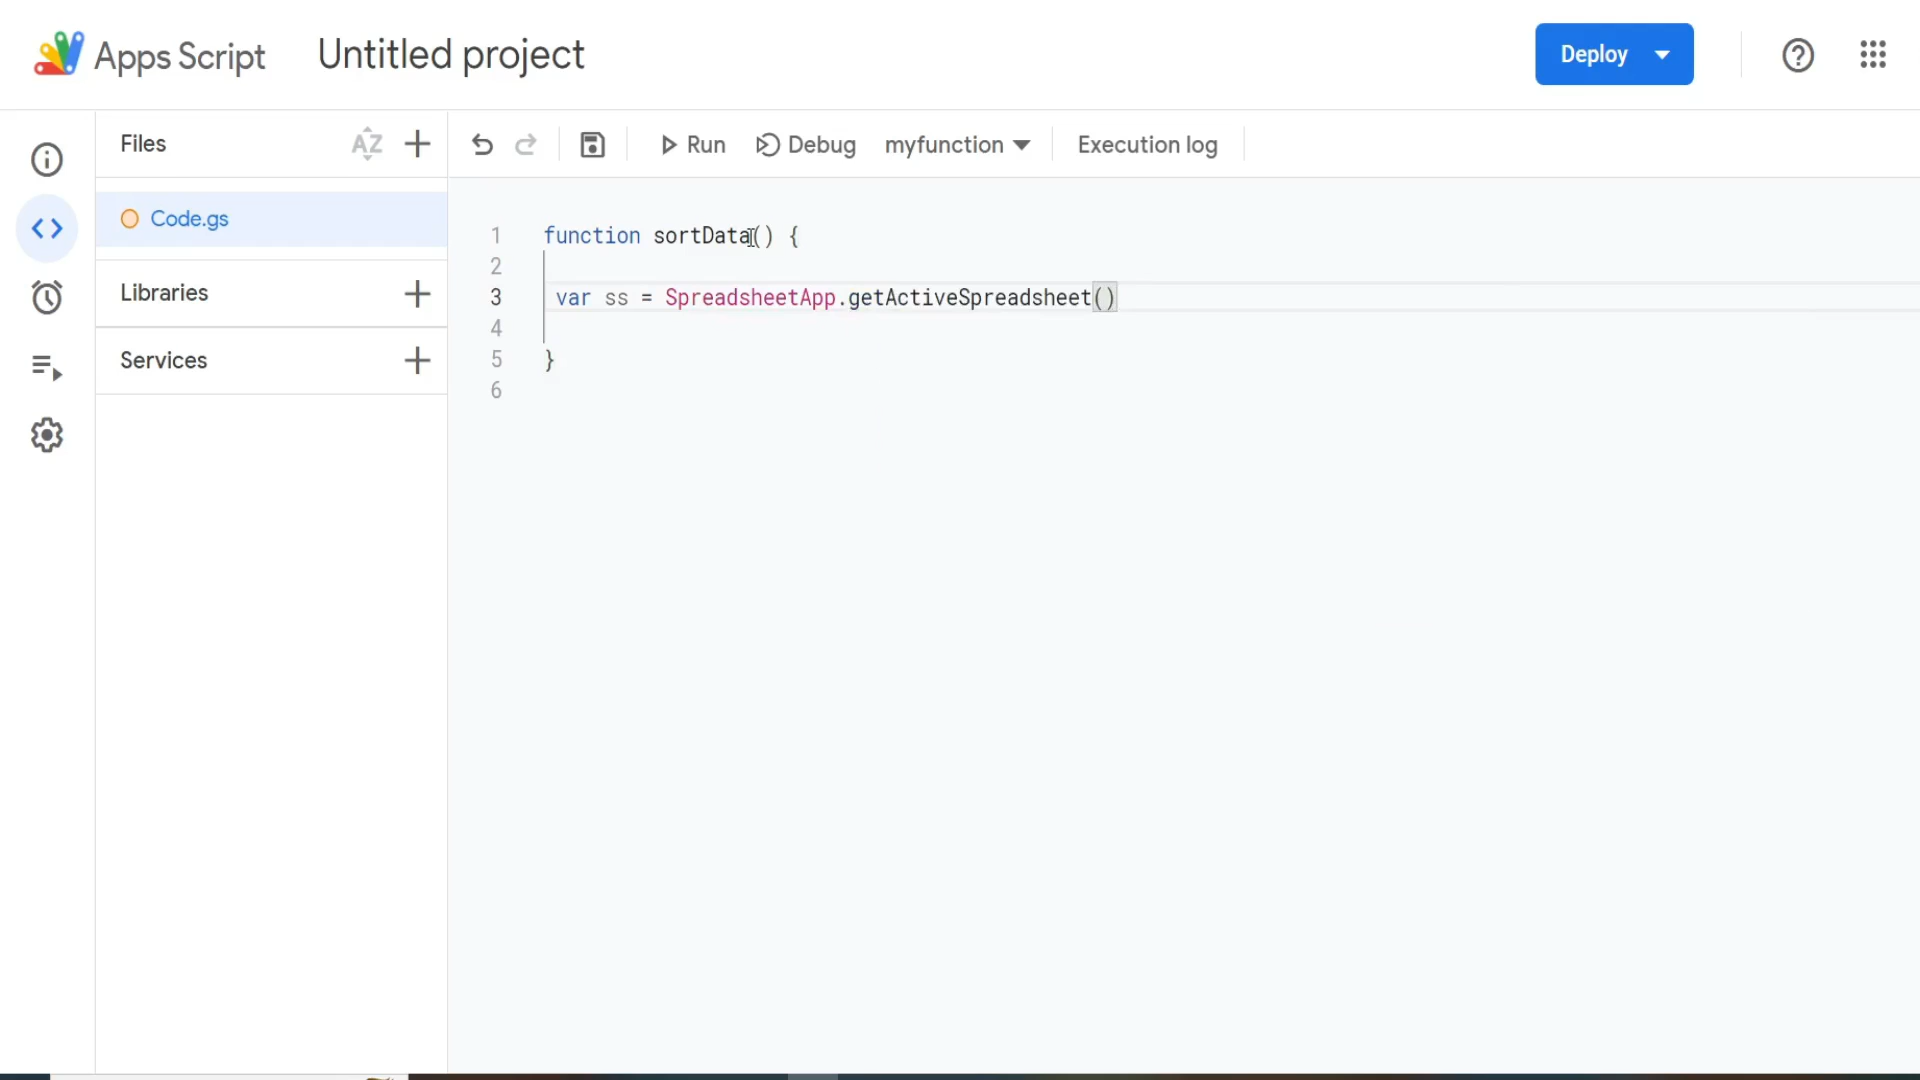 Apps Script Untitled project Deploy
Files AZ Run Debug myfunction Execution log
Code.gs
Libraries
Services
1 function sortData() {
2
3 var ss = SpreadsheetApp.getActiveSpreadsheet()
4
5 }
6